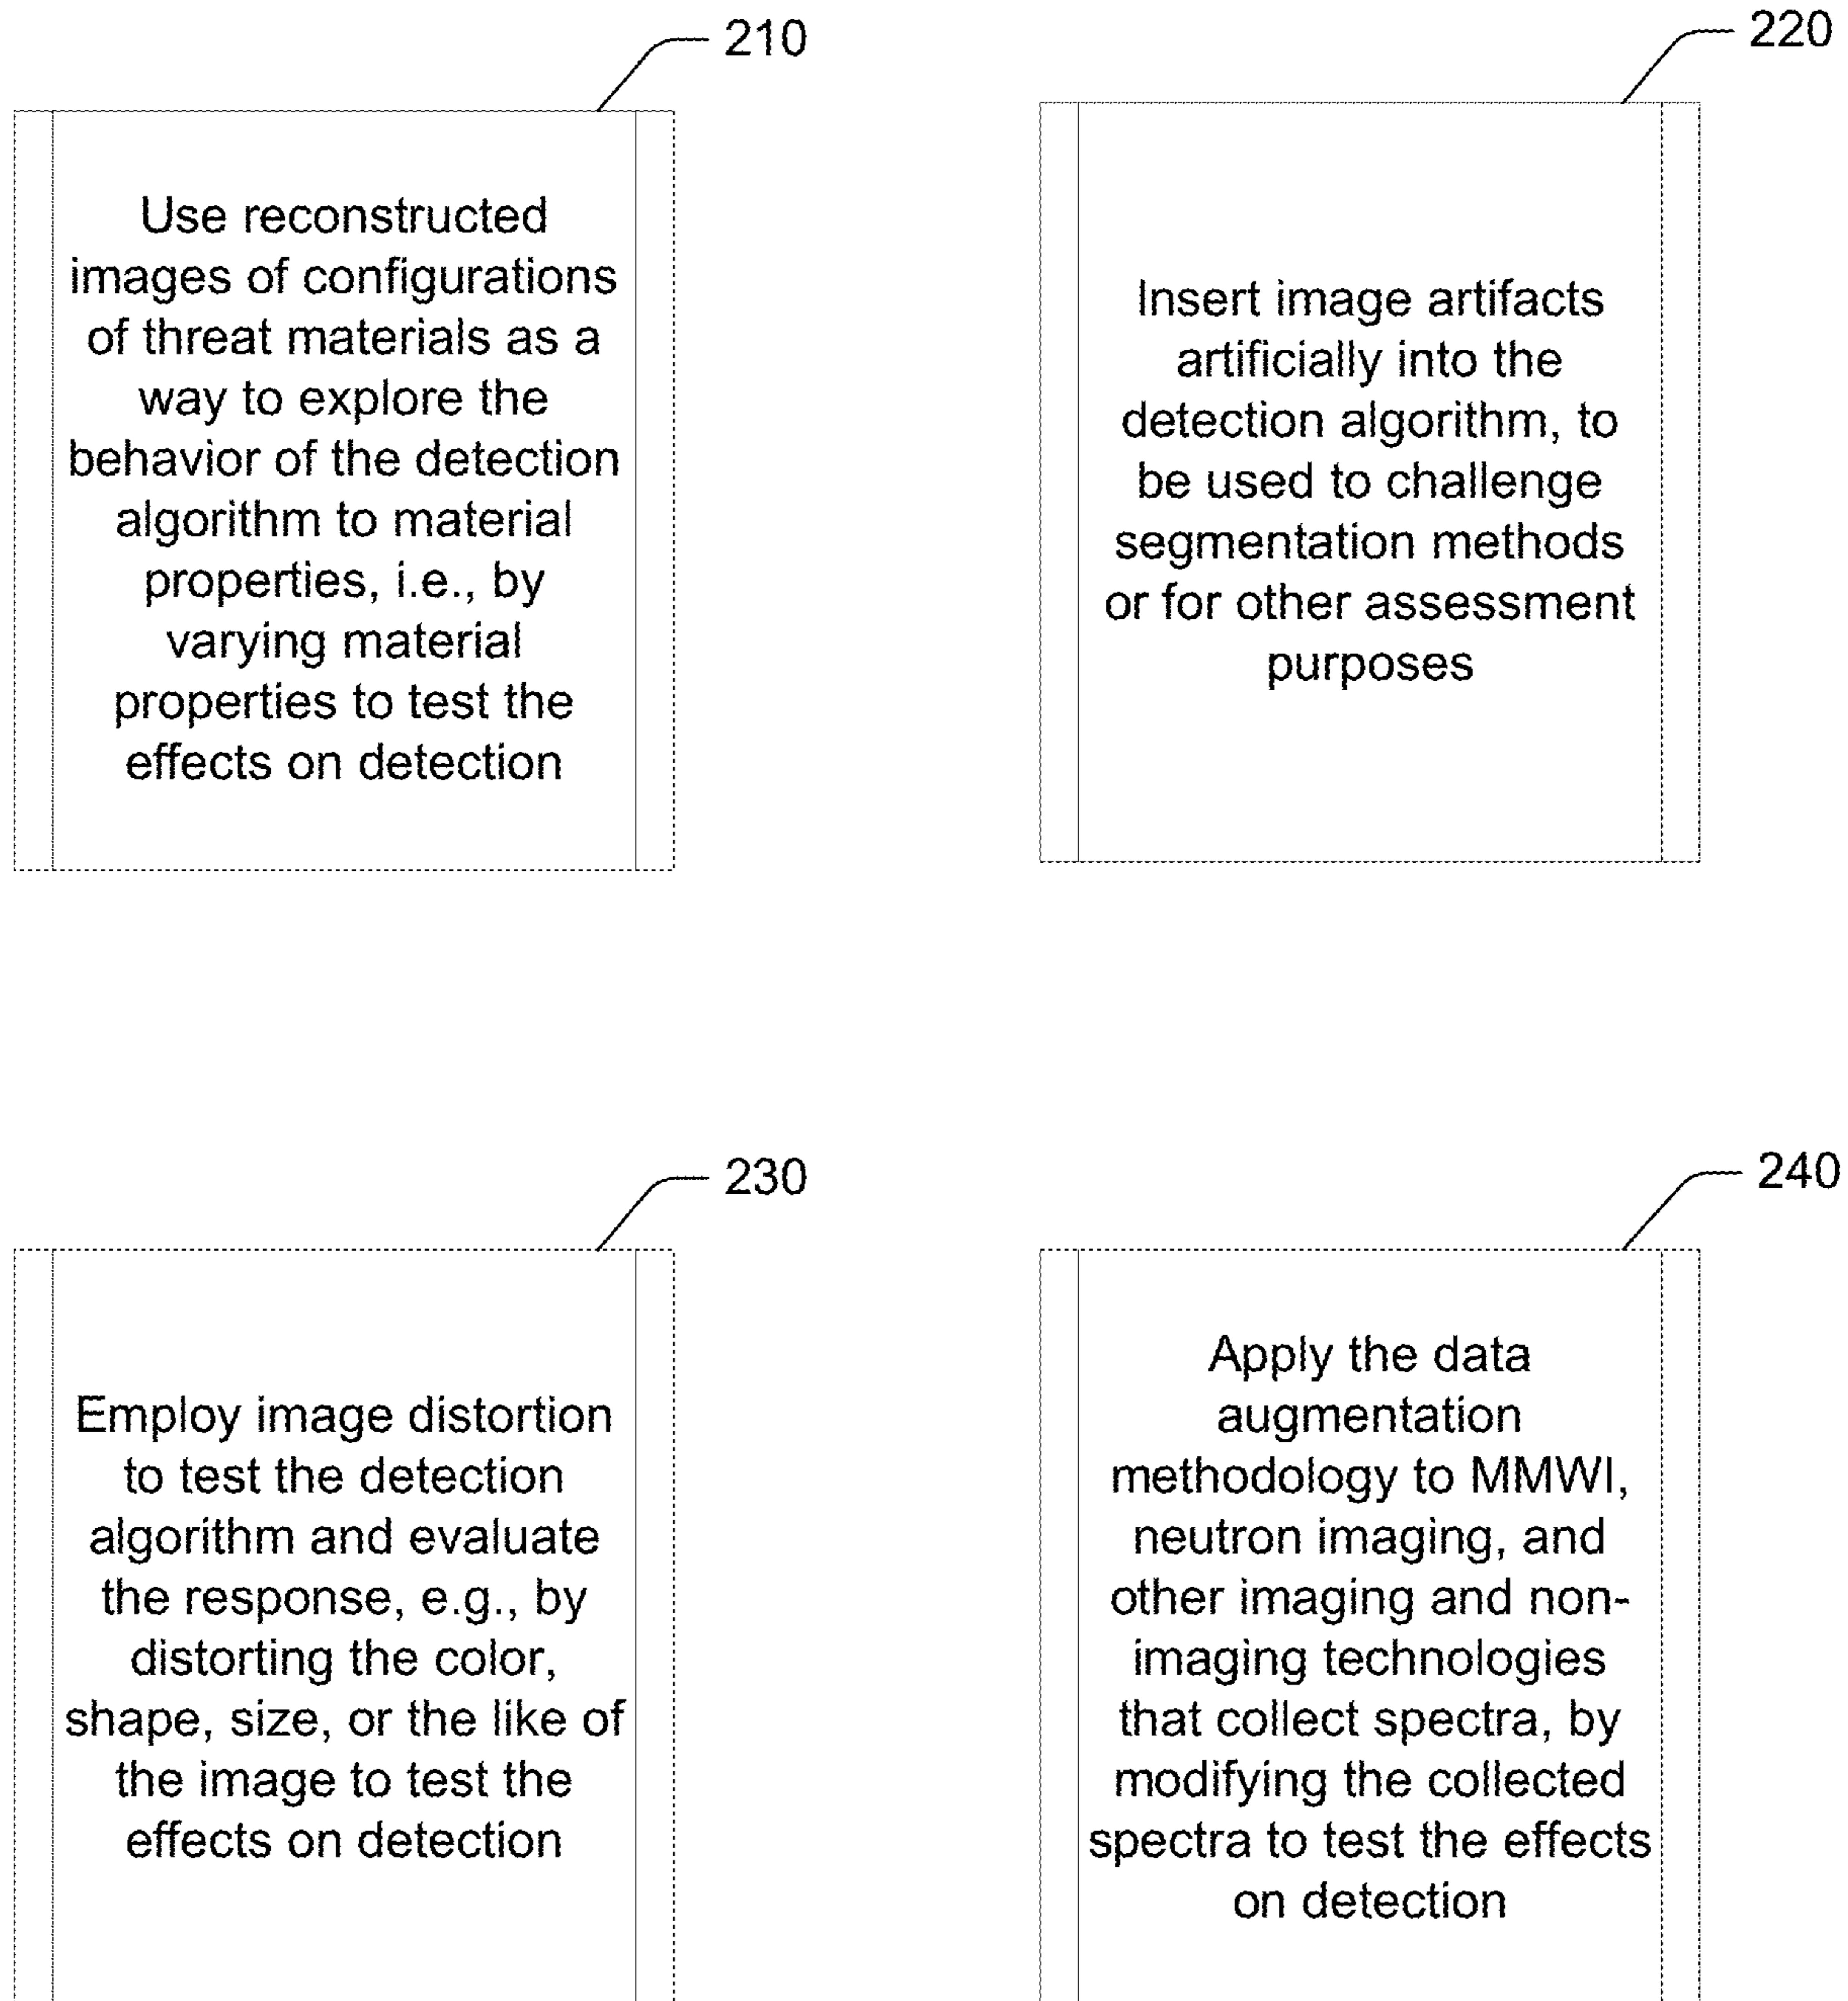 210
Use reconstructed
images of configurations
of threat materials as a
way to explore the
behavior of the detection
algorithm to material
properties, i.e., by
varying material
properties to test the
effects on detection
220
Insert image artifacts
artificially into the
detection algorithm, to
be used to challenge
segmentation methods
or for other assessment
purposes
230
Employ image distortion
to test the detection
algorithm and evaluate
the response, e.g., by
distorting the color,
shape, size, or the like of
the image to test the
effects on detection
240
Apply the data
augmentation
methodology to MMWI,
neutron imaging, and
other imaging and non-
imaging technologies
that collect spectra, by
modifying the collected
spectra to test the effects
on detection